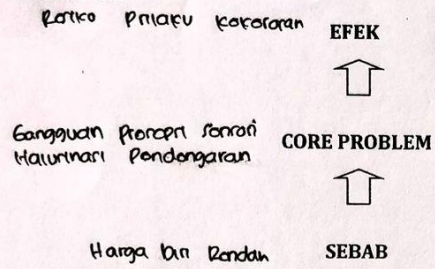 Resiko Prilaku Kekerasan EFEK
Gangguan Persepsi Sensori CORE PROBLEM
Halusinasi Pendengaran
Harga Diri Rendah SEBAB